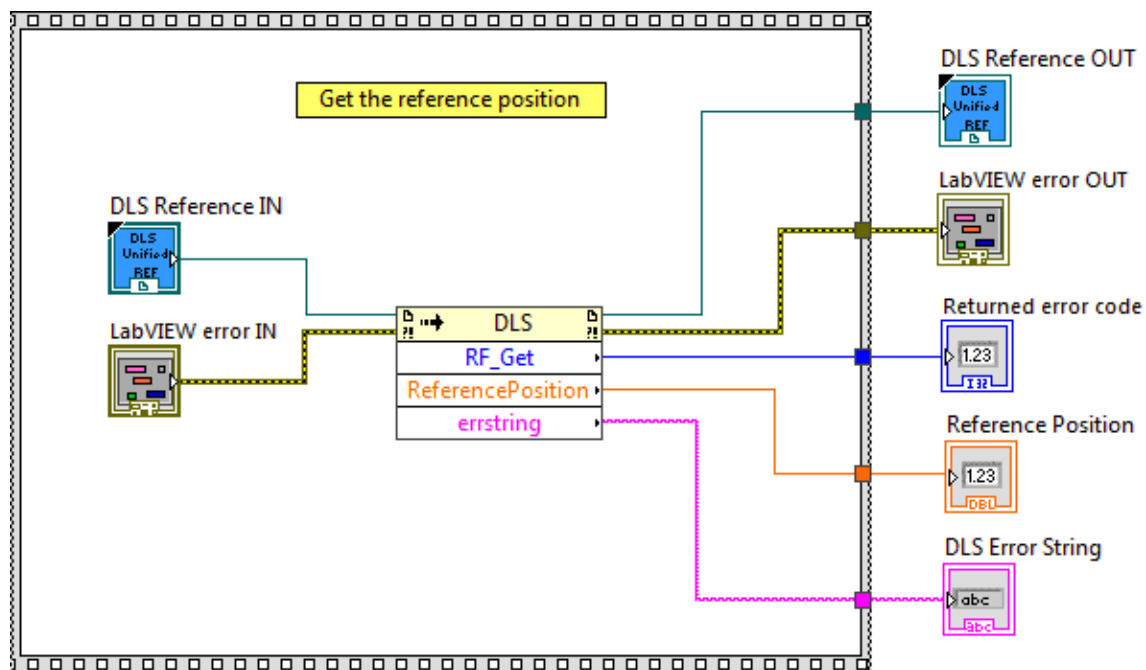 DLS Reference OUT
DLS
Unified
REF
Get the reference position
LabVIEW error OUT
DLS Reference IN
DLS
Unified
REF
LabVIEW error IN
?!
DLS
?!
RF_Get
ReferencePosition
errstring
Returned error code
1.23
I32
Reference Position
1.23
DBL
DLS Error String
abc
abc